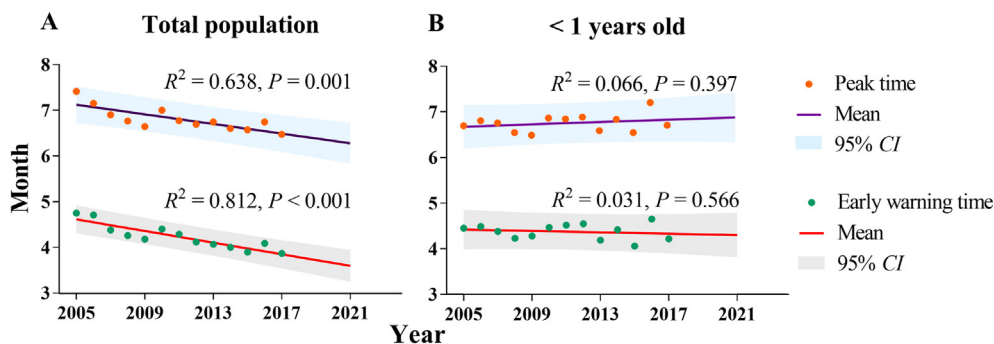 A
Total population
B
< 1 years old
R² = 0.638, P = 0.001
R² = 0.812, P < 0.001
R² = 0.066, P = 0.397
R² = 0.031, P = 0.566
Month
8
7
6
5
4
3
2005
2009
2013
2017
2021
8
7
6
5
4
3
2005
2009
2013
2017
2021
Year
Peak time
Mean
95% CI
Early warning time
Mean
95% CI